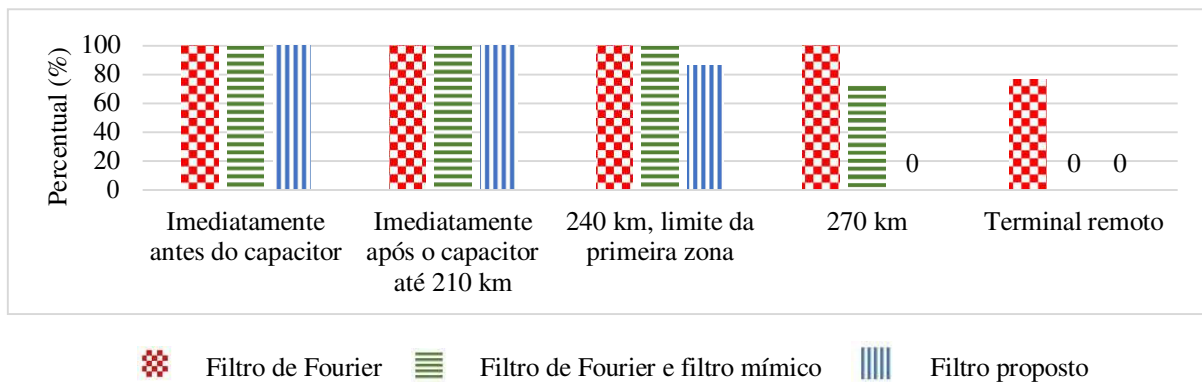 Percentual (%)
100
80
60
40
20
0
0
0
0
Imediatamente
antes do capacitor
Imediatamente
após o capacitor
até 210 km
240 km, limite da
primeira zona
270 km
Terminal remoto
Filtro de Fourier
Filtro de Fourier e filtro mímico
Filtro proposto